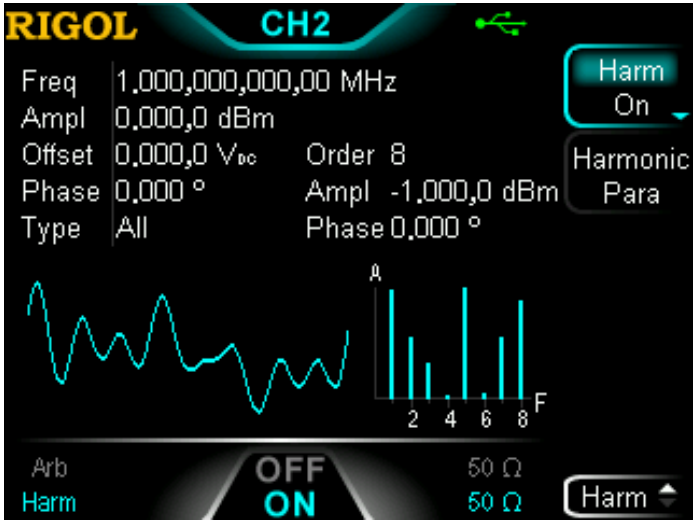 RIGOL CH2
Freq 1.000,000,000,00 MHz
Ampl 0.000,0 dBm
Offset 0.000,0 VDC Order 8
Phase 0.000 ° Ampl -1.000,0 dBm
Type All Phase 0.000 °
Harm
On
Harmonic
Para
A
F
2 4 6 8
Arb OFF 50 Ω
Harm ON 50 Ω
Harm